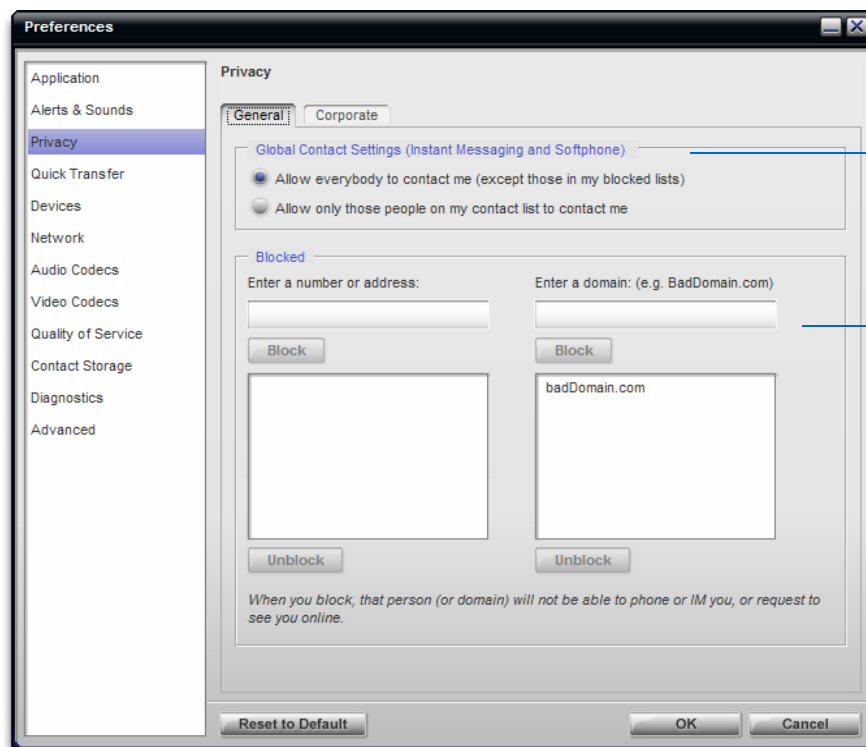 Preferences
Application
Alerts & Sounds
Privacy
Quick Transfer
Devices
Network
Audio Codecs
Video Codecs
Quality of Service
Contact Storage
Diagnostics
Advanced
Privacy
General
Corporate
Global Contact Settings (Instant Messaging and Softphone)
Allow everybody to contact me (except those in my blocked lists)
Allow only those people on my contact list to contact me
Blocked
Enter a number or address:
Enter a domain: (e.g. BadDomain.com)
Block
Block
badDomain.com
Unblock
Unblock
When you block, that person (or domain) will not be able to phone or IM you, or request to
see you online.
Reset to Default
OK
Cancel